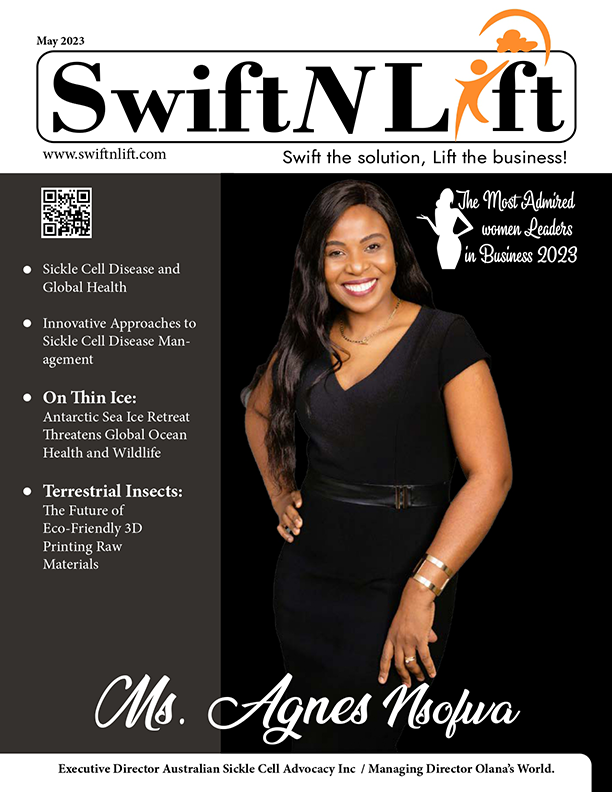 May 2023
SwiftNLift
www.swiftnlift.com
Swift the solution, Lift the business!
The Most Admired
women Leaders
in Business 2023
Sickle Cell Disease and
Global Health
Innovative Approaches to
Sickle Cell Disease Man-
agement
On Thin Ice:
Antarctic Sea Ice Retreat
Threatens Global Ocean
Health and Wildlife
Terrestrial Insects:
The Future of
Eco-Friendly 3D
Printing Raw
Materials
Ms. Agnes Nsofwa
Executive Director Australian Sickle Cell Advocacy Inc / Managing Director Olana's World.